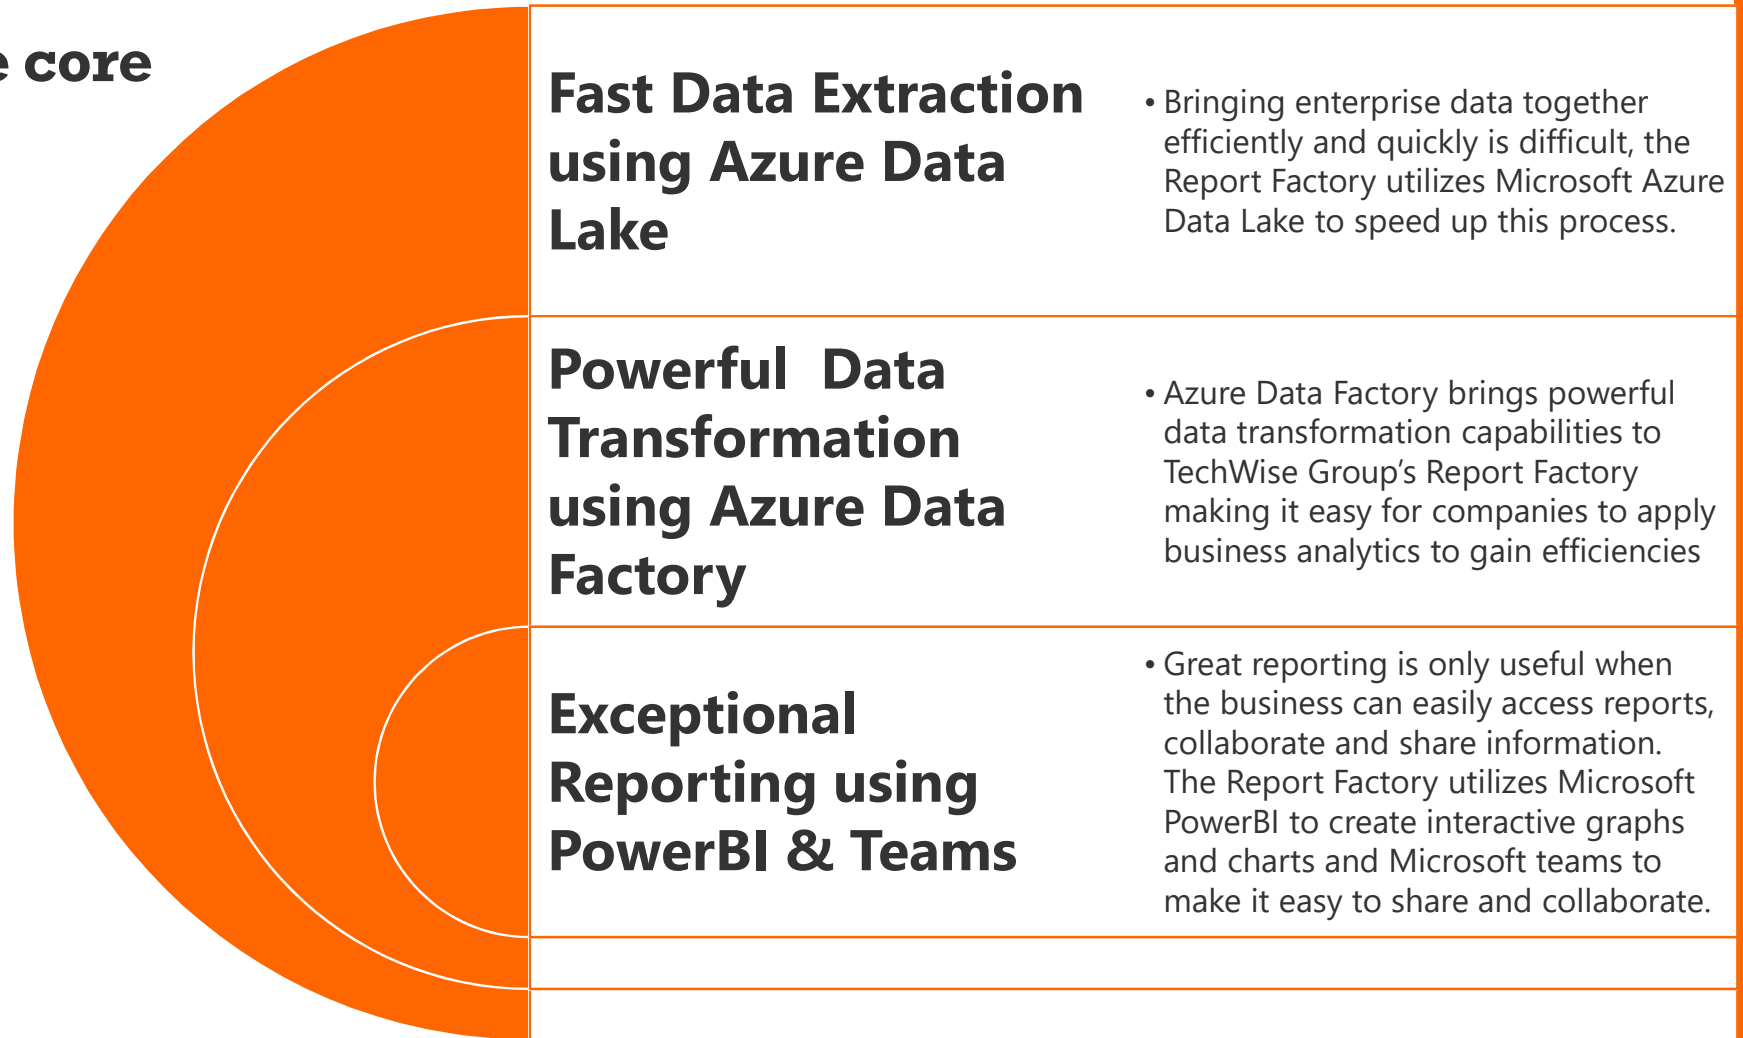 e core
Fast Data Extraction
using Azure Data
Lake
• Bringing enterprise data together
efficiently and quickly is difficult, the
Report Factory utilizes Microsoft Azure
Data Lake to speed up this process.
Powerful  Data
Transformation
using Azure Data
Factory
• Azure Data Factory brings powerful
data transformation capabilities to
TechWise Group’s Report Factory
making it easy for companies to apply
business analytics to gain efficiencies
Exceptional
Reporting using
PowerBI & Teams
• Great reporting is only useful when
the business can easily access reports,
collaborate and share information.
The Report Factory utilizes Microsoft
PowerBI to create interactive graphs
and charts and Microsoft teams to
make it easy to share and collaborate.